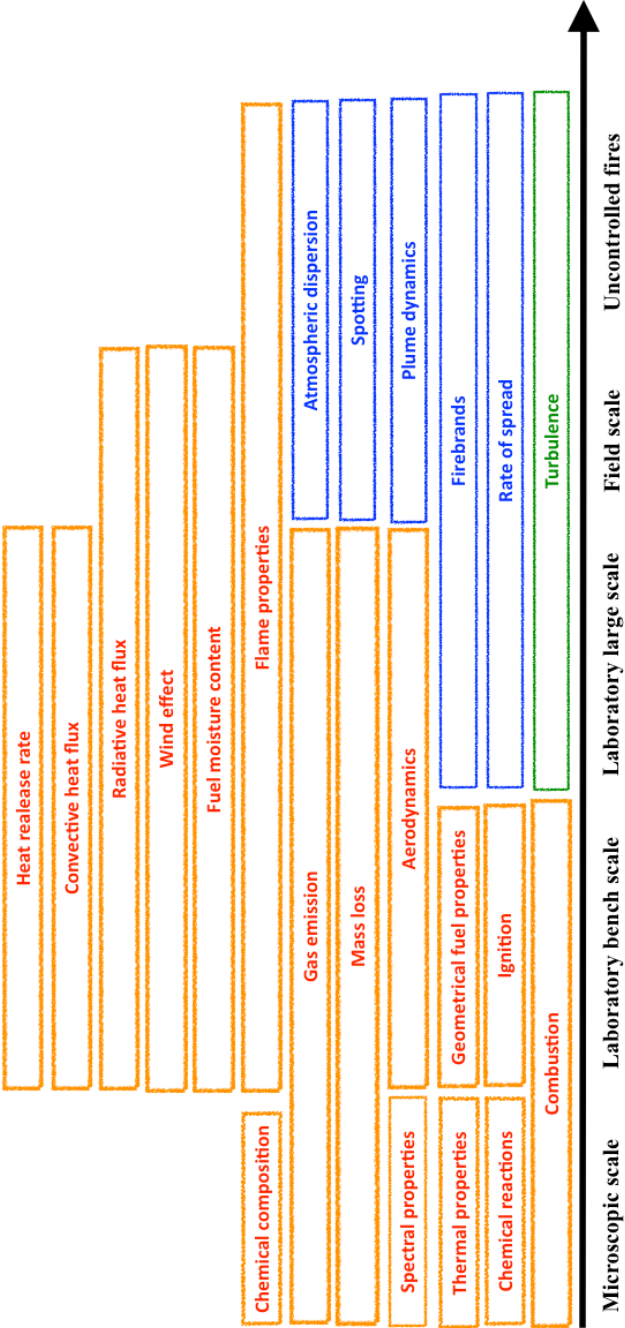 Heat realease rate
Convective heat flux
Radiative heat flux
Wind effect
Fuel moisture content
Chemical composition
Flame properties
Gas emission
Atmospheric dispersion
Mass loss
Spotting
Spectral properties
Aerodynamics
Plume dynamics
Thermal properties
Geometrical fuel properties
Firebrands
Chemical reactions
Ignition
Rate of spread
Combustion
Turbulence
Microscopic scale
Laboratory bench scale
Laboratory large scale
Field scale
Uncontrolled fires